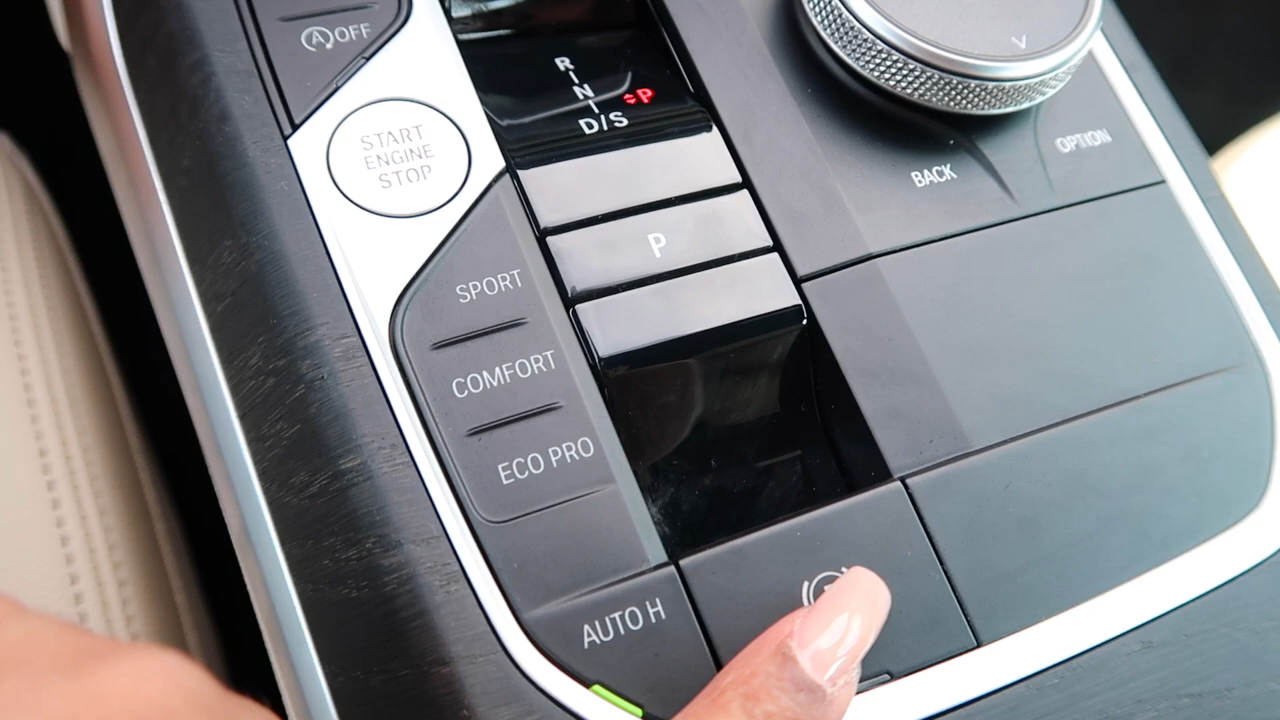 OFF
START
ENGINE
STOP
R
N
P
D/S
P
SPORT
COMFORT
ECO PRO
AUTO H
BACK
OPTION